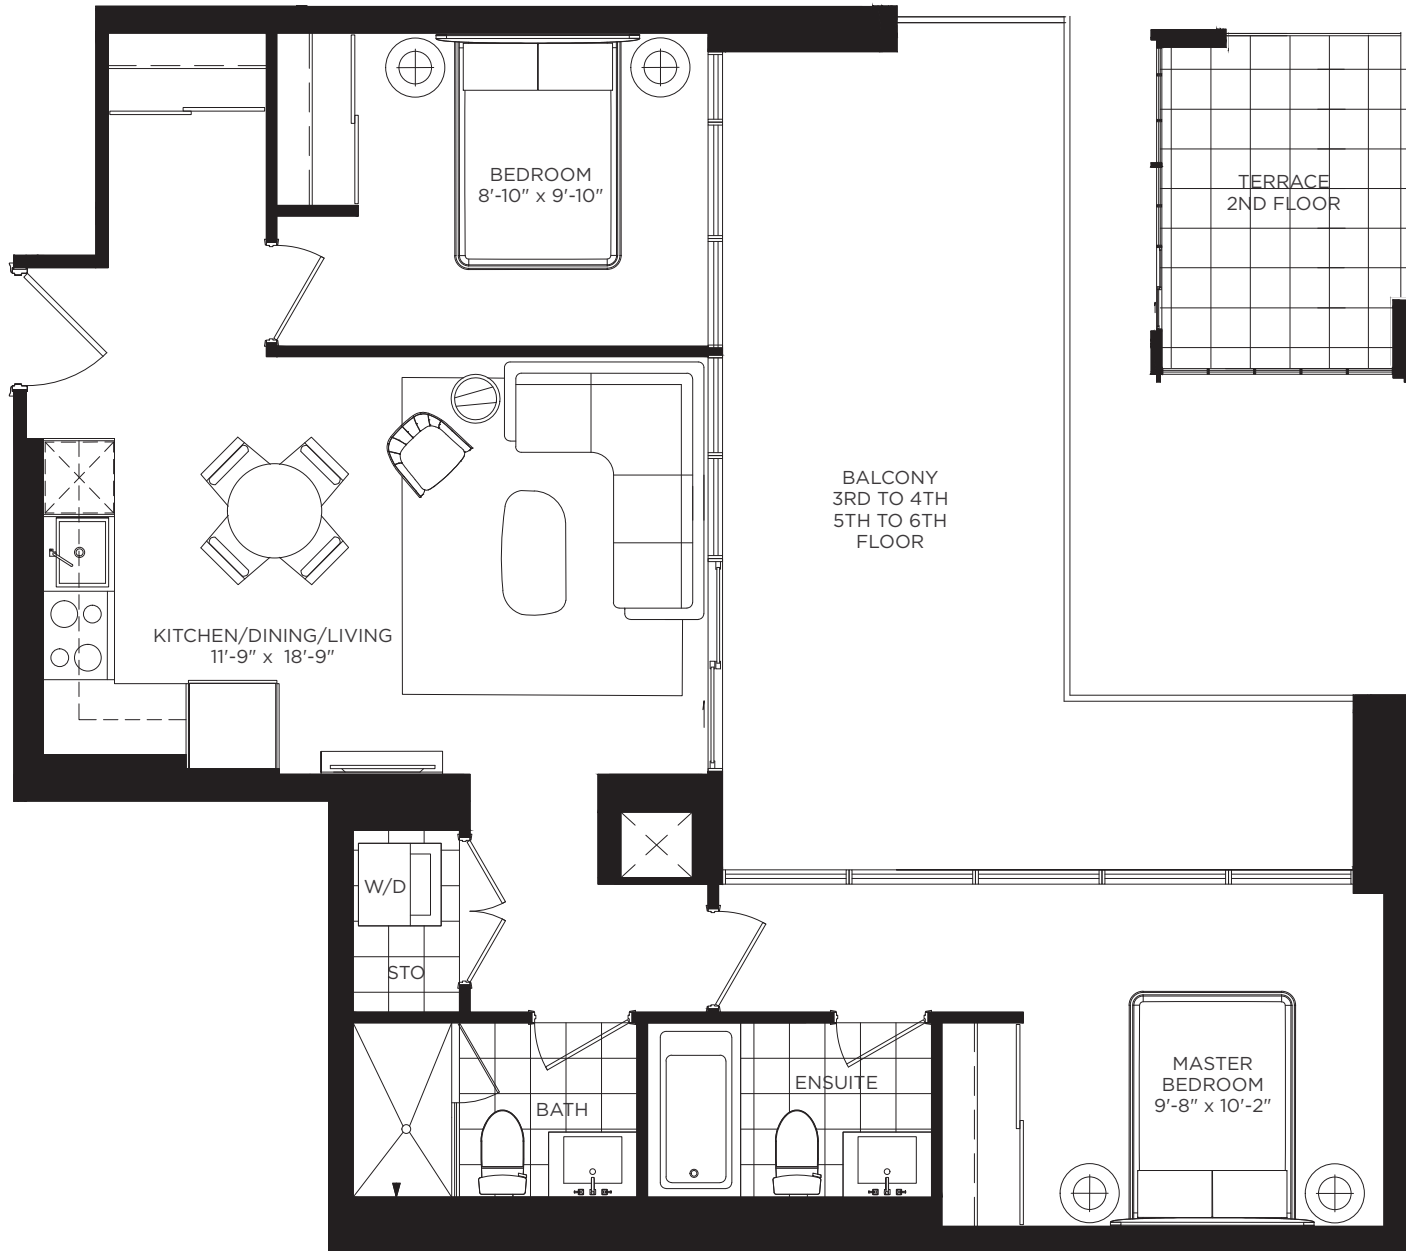 BEDROOM
8'-10" x 9'-10"
TERRACE
2ND FLOOR
BALCONY
3RD TO 4TH
5TH TO 6TH
FLOOR
KITCHEN/DINING/LIVING
11'-9" x 18'-9"
W/D
STO
BATH
ENSUITE
MASTER
BEDROOM
9'-8" x 10'-2"